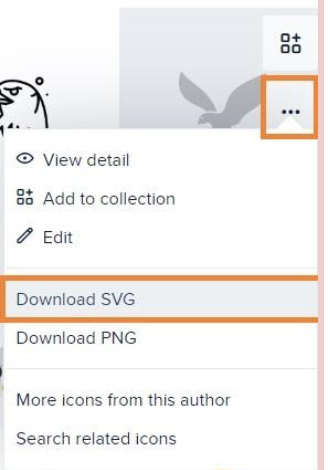 View detail
Add to collection
Edit
Download SVG
Download PNG
More icons from this author
Search related icons